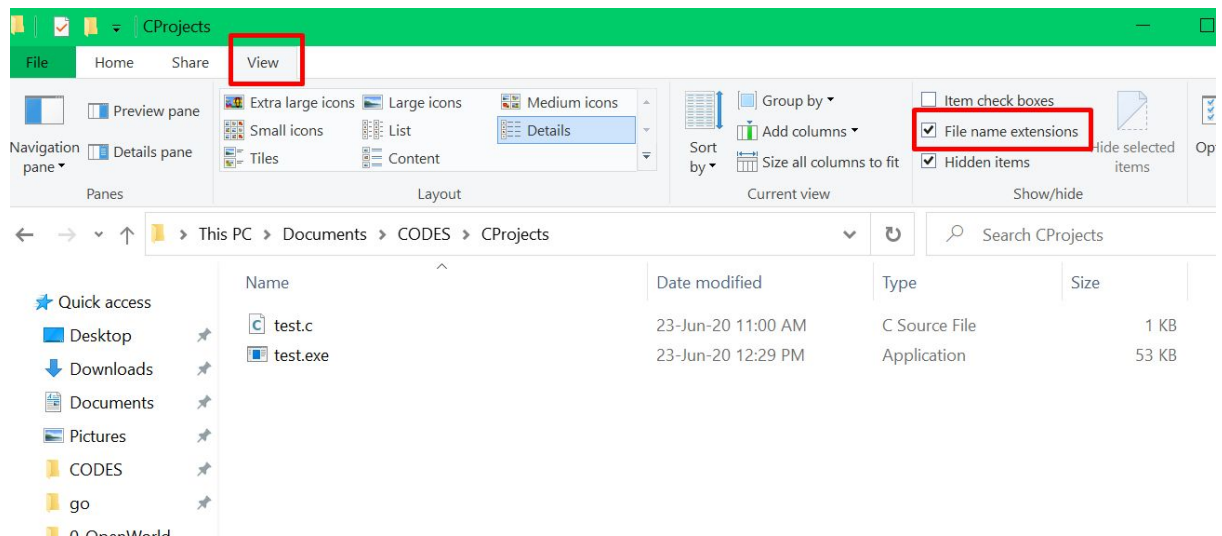 CProjects
File Home Share View
Navigation pane
Preview pane
Details pane
Panes
Extra large icons Large icons Medium icons
Small icons List Details
Tiles Content
Layout
Sort by
Group by
Add columns
Size all columns to fit
Current view
Item check boxes
File name extensions
Hidden items
Hide selected items
Show/hide
Opt
This PC > Documents > CODES > CProjects
Search CProjects
Name Date modified Type Size
test.c 23-Jun-20 11:00 AM C Source File 1 KB
test.exe 23-Jun-20 12:29 PM Application 53 KB
Quick access
Desktop
Downloads
Documents
Pictures
CODES
go
0-OpenWorld